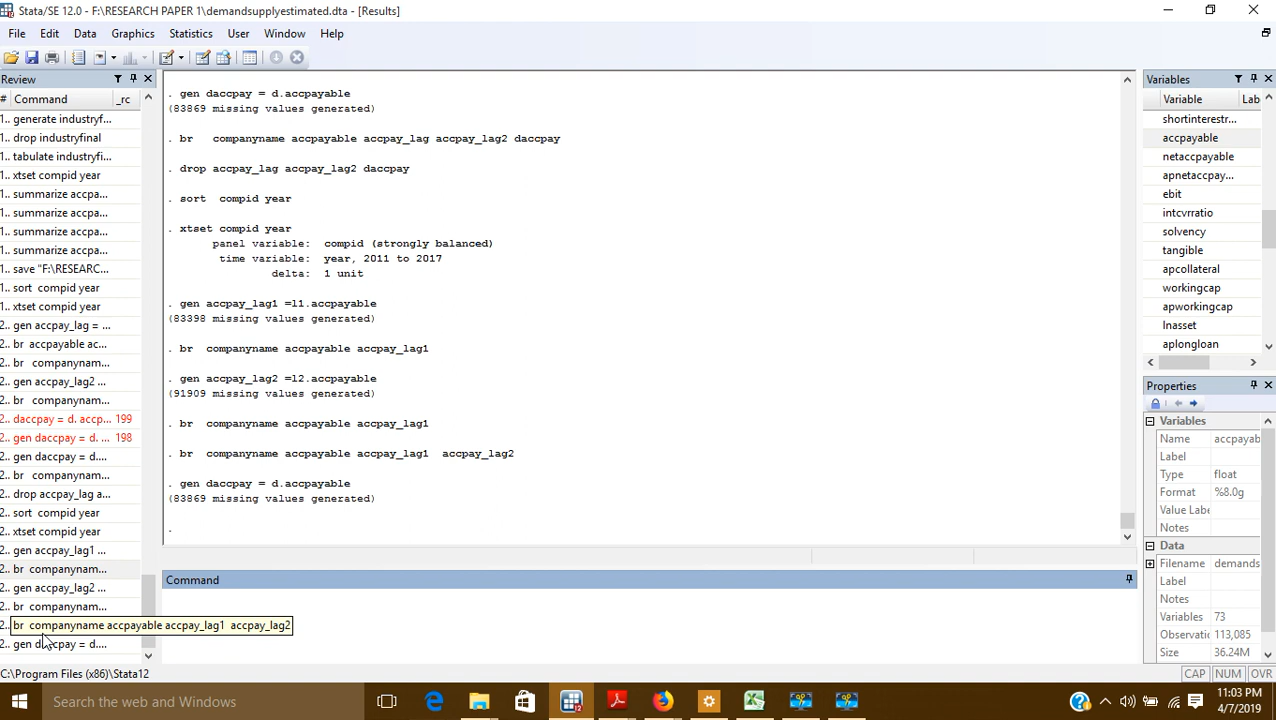 Stata/SE 12.0 - F:\RESEARCH PAPER 1\demandsupplyestimated.dta - [Results]
File Edit Data Graphics Statistics User Window Help
Review
# Command _rc
1.. generate industryf...
1.. drop industryfinal
1.. tabulate industryfi...
1.. xtset compid year
1.. summarize accpa...
1.. summarize accpa...
1.. summarize accpa...
1.. summarize accpa...
1.. save "F:\RESEARC...
1.. sort compid year
1.. xtset compid year
2.. gen accpay_lag = ...
2.. br accpayable ac...
2.. br companynam...
2.. gen accpay_lag2 ...
2.. br companynam...
2.. daccpay = d. accp... 199
2.. gen daccpay = d. ... 198
2.. gen daccpay = d....
2.. br companynam...
2.. drop accpay_lag a...
2.. sort compid year
2.. xtset compid year
2.. gen accpay_lag1 ...
2.. br companynam...
2.. gen accpay_lag2 ...
2.. br companynam...
2.. br companyname accpayable accpay_lag1 accpay_lag2
2.. gen daccpay = d....
. gen daccpay = d.accpayable
(83869 missing values generated)
. br companyname accpayable accpay_lag accpay_lag2 daccpay
. drop accpay_lag accpay_lag2 daccpay
. sort compid year
. xtset compid year
panel variable: compid (strongly balanced)
time variable: year, 2011 to 2017
delta: 1 unit
. gen accpay_lag1 =l1.accpayable
(83398 missing values generated)
. br companyname accpayable accpay_lag1
. gen accpay_lag2 =l2.accpayable
(91909 missing values generated)
. br companyname accpayable accpay_lag1
. br companyname accpayable accpay_lag1 accpay_lag2
. gen daccpay = d.accpayable
(83869 missing values generated)
.
Command
Variables
Variable Lab
shortinterestr...
accpayable
netaccpayable
apnetaccpay...
ebit
intcvrratio
solvency
tangible
apcollateral
workingcap
apworkingcap
lnasset
aplongloan
Properties
Variables
Name accpayab
Label
Type float
Format %8.0g
Value Labe
Notes
Data
Filename demands
Label
Notes
Variables 73
Observatio 113,085
Size 36.24M
C:\Program Files (x86)\Stata12
CAP NUM OVR
Search the web and Windows
11:03 PM
4/7/2019